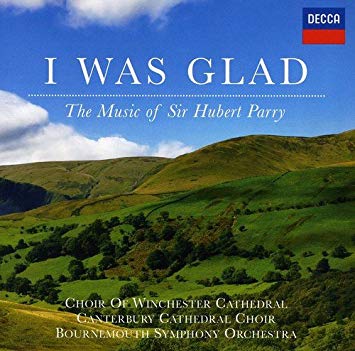 DECCA
I WAS GLAD
The Music of Sir Hubert Parry
CHOIR OF WINCHESTER CATHEDRAL
CANTERBURY CATHEDRAL CHOIR
BOURNEMOUTH SYMPHONY ORCHESTRA